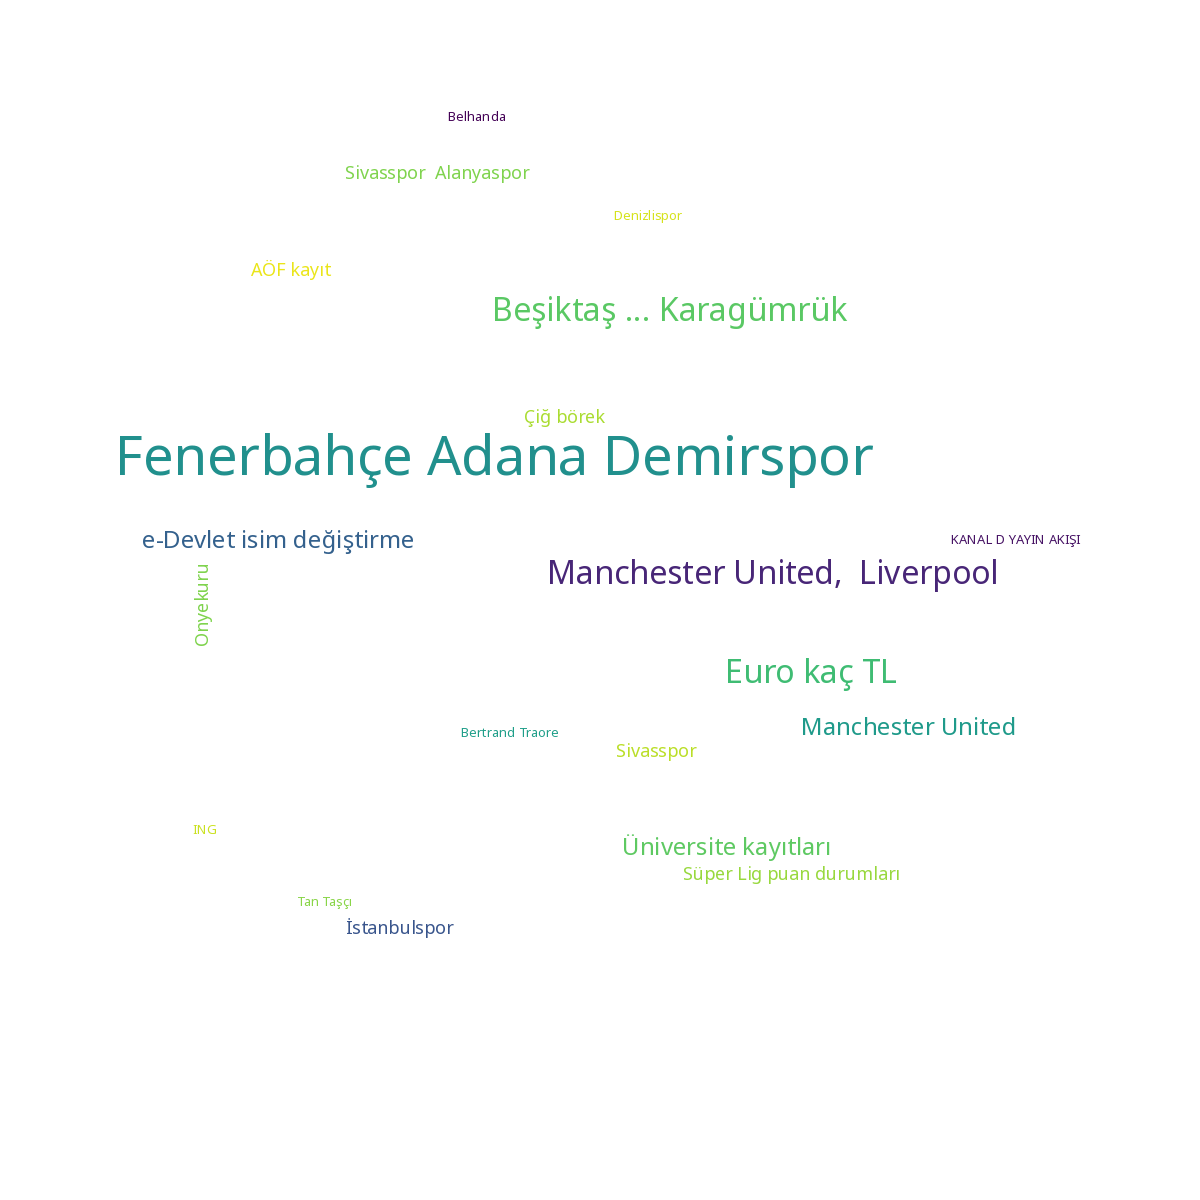 Belhanda
Sivasspor  Alanyaspor
Denizlispor
AÖF kayıt
Beşiktaş ... Karagümrük
Çiğ börek
Fenerbahçe Adana Demirspor
e-Devlet isim değiştirme
KANAL D YAYIN AKIŞI
Manchester United,  Liverpool
Onyekuru
Euro kaç TL
Manchester United
Bertrand Traore
Sivasspor
ING
Üniversite kayıtları
Süper Lig puan durumları
Tan Taşçı
İstanbulspor